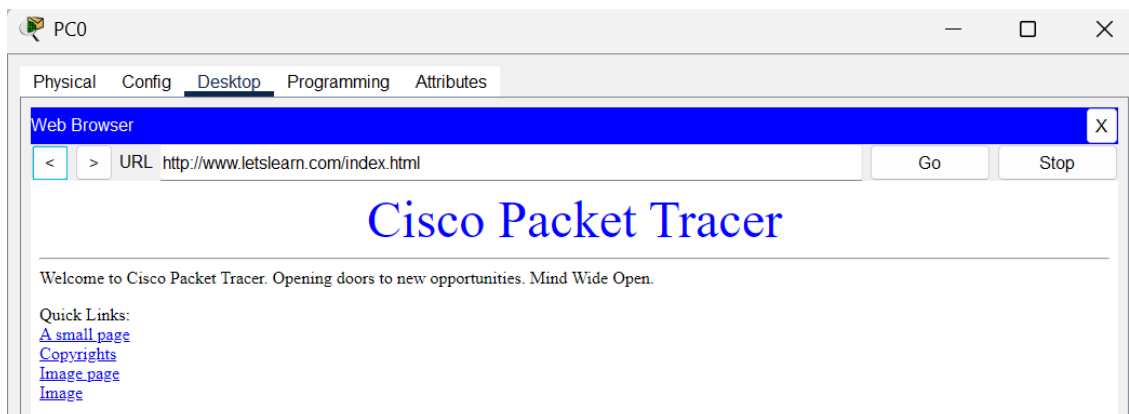 PC0
Physical Config Desktop Programming Attributes
Web Browser X
< > URL http://www.letslearn.com/index.html Go Stop
Cisco Packet Tracer
Welcome to Cisco Packet Tracer. Opening doors to new opportunities. Mind Wide Open.
Quick Links:
A small page
Copyrights
Image page
Image